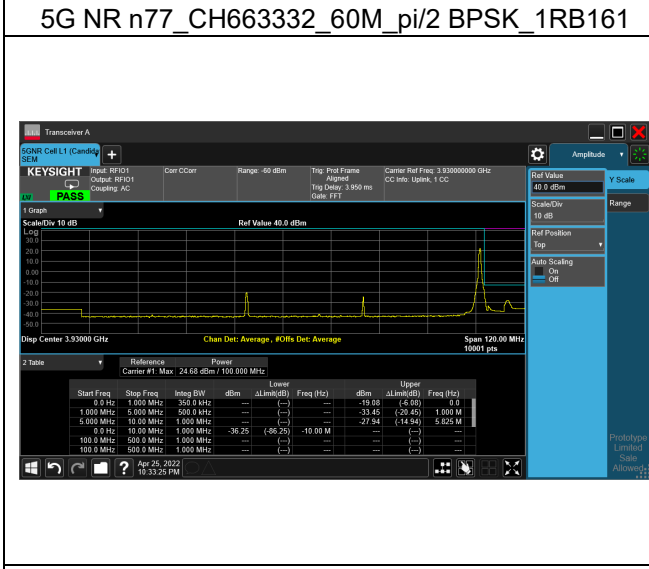 5G NR n77_CH663332_60M_pi/2 BPSK_1RB161
Transceiver A
5GNR Cell L1 (Candida
SEM
+
Amplitude
KEYSIGHT Input: RFIO1 Corr CCorr Range: -60 dBm Trig: Prot Frame Carrier Ref Freq: 3.930000000 GHz
Output: RFIO1 Aligned CC Info: Uplink, 1 CC
Coupling: AC Trig Delay: 3.950 ms
LVI PASS Gate: FFT
Ref Value
40.0 dBm
Y Scale
Scale/Div
10 dB
Range
Ref Position
Top
Auto Scaling
On
Off
1 Graph
Scale/Div 10 dB Ref Value 40.0 dBm
Log
30.0
20.0
10.0
0.00
-10.0
-20.0
-30.0
-40.0
-50.0
Disp Center 3.93000 GHz Chan Det: Average, #Offs Det: Average Span 120.00 MHz
10001 pts
2 Table Reference Power
Carrier #1: Max 24.68 dBm / 100.000 MHz
Lower Upper
Start Freq Stop Freq Integ BW dBm ΔLimit(dB) Freq (Hz) dBm ΔLimit(dB) Freq (Hz)
0.0 Hz 1.000 MHz 350.0 kHz --- (---) --- -19.08 (-6.08) 0.0
1.000 MHz 5.000 MHz 500.0 kHz --- (---) --- -33.45 (-20.45) 1.000 M
5.000 MHz 10.00 MHz 1.000 MHz --- (---) --- -27.94 (-14.94) 5.825 M
0.0 Hz 10.00 MHz 1.000 MHz -36.25 (-86.25) -10.00 M --- (---) ---
100.0 MHz 500.0 MHz 1.000 MHz --- (---) --- --- (---) ---
100.0 MHz 500.0 MHz 1.000 MHz --- (---) --- --- (---) ---
Prototype
Limited
Sale
Allowed
? Apr 25, 2022
10:33:25 PM